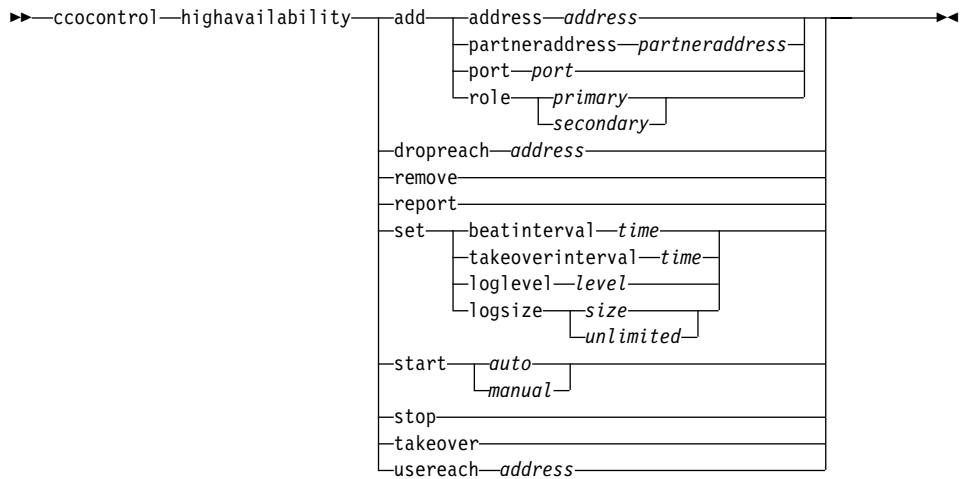 ccocontrol highavailability add address address
partneraddress partneraddress
port port
role primary
secondary
dropreach address
remove
report
set beatinterval time
takeoverinterval time
loglevel level
logsize size
unlimited
start auto
manual
stop
takeover
usereach address